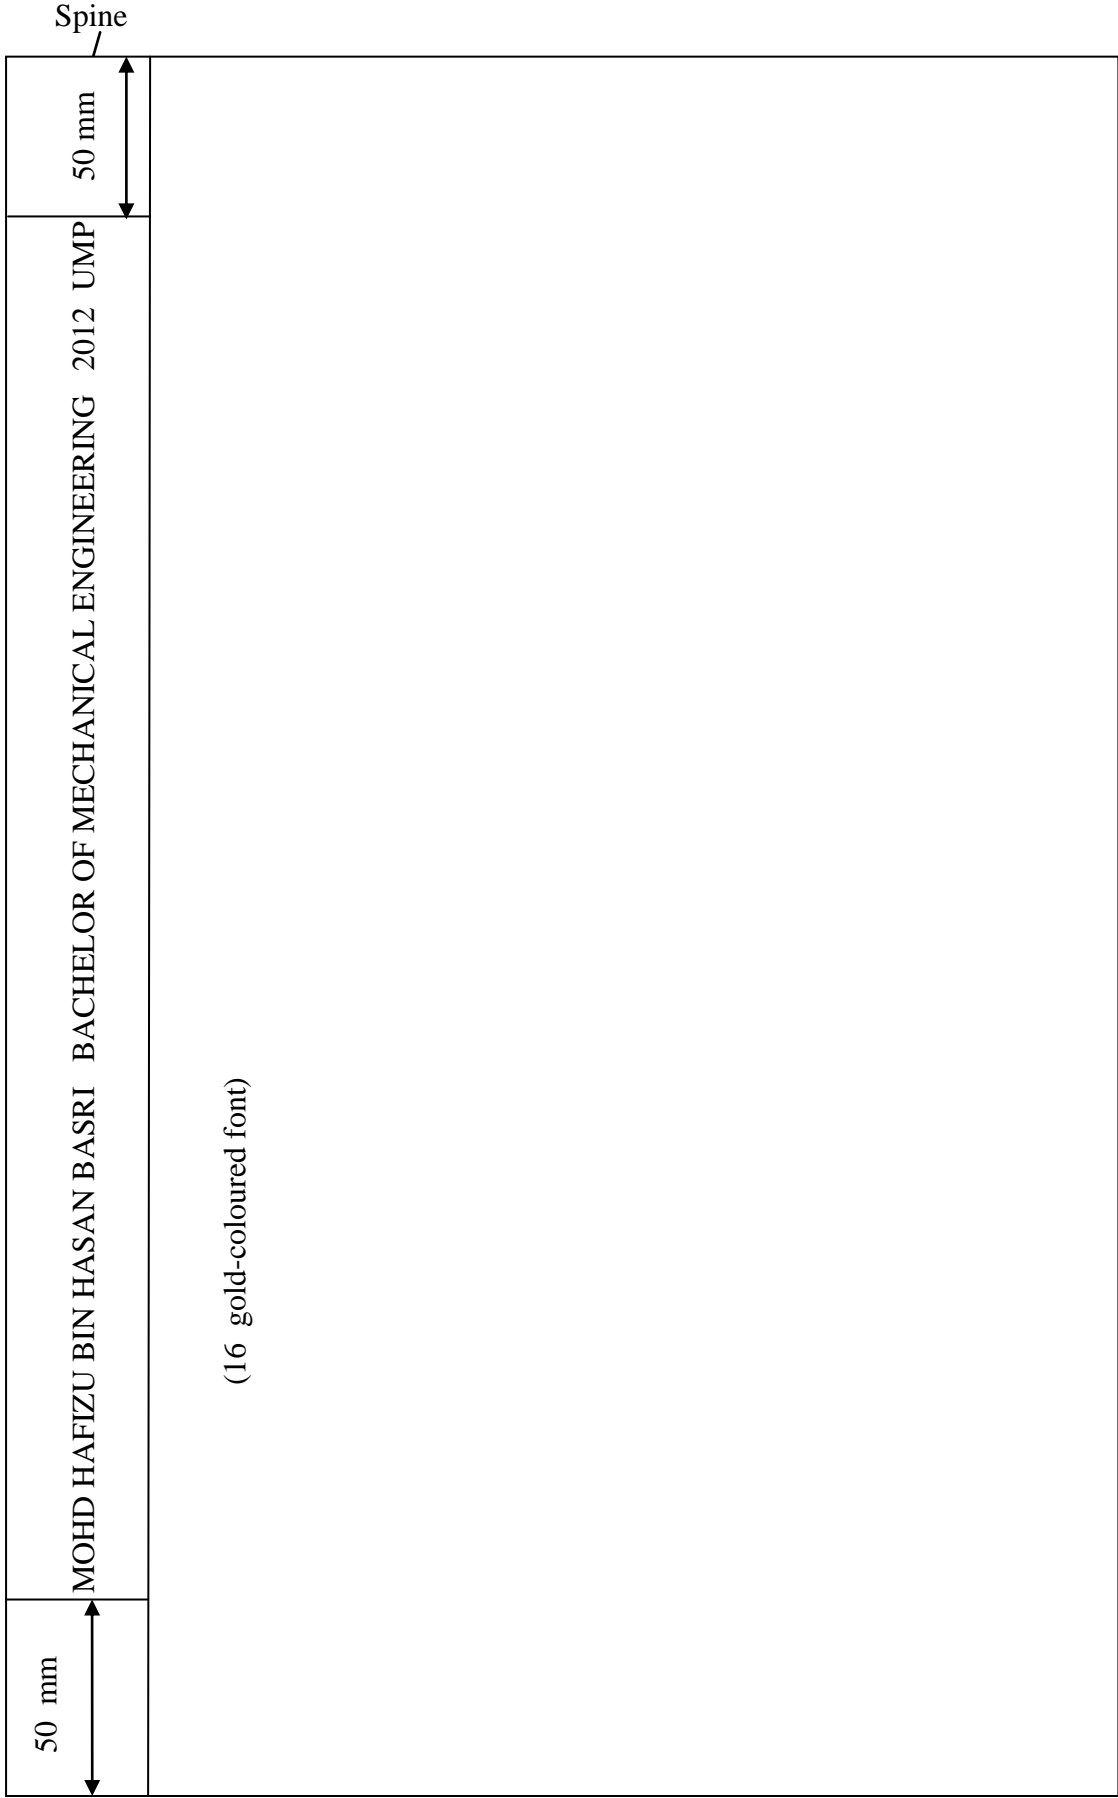 Spine
50 mm
MOHD HAFIZU BIN HASAN BASRI   BACHELOR OF MECHANICAL ENGINEERING  2012  UMP
50  mm
(16  gold-coloured font)